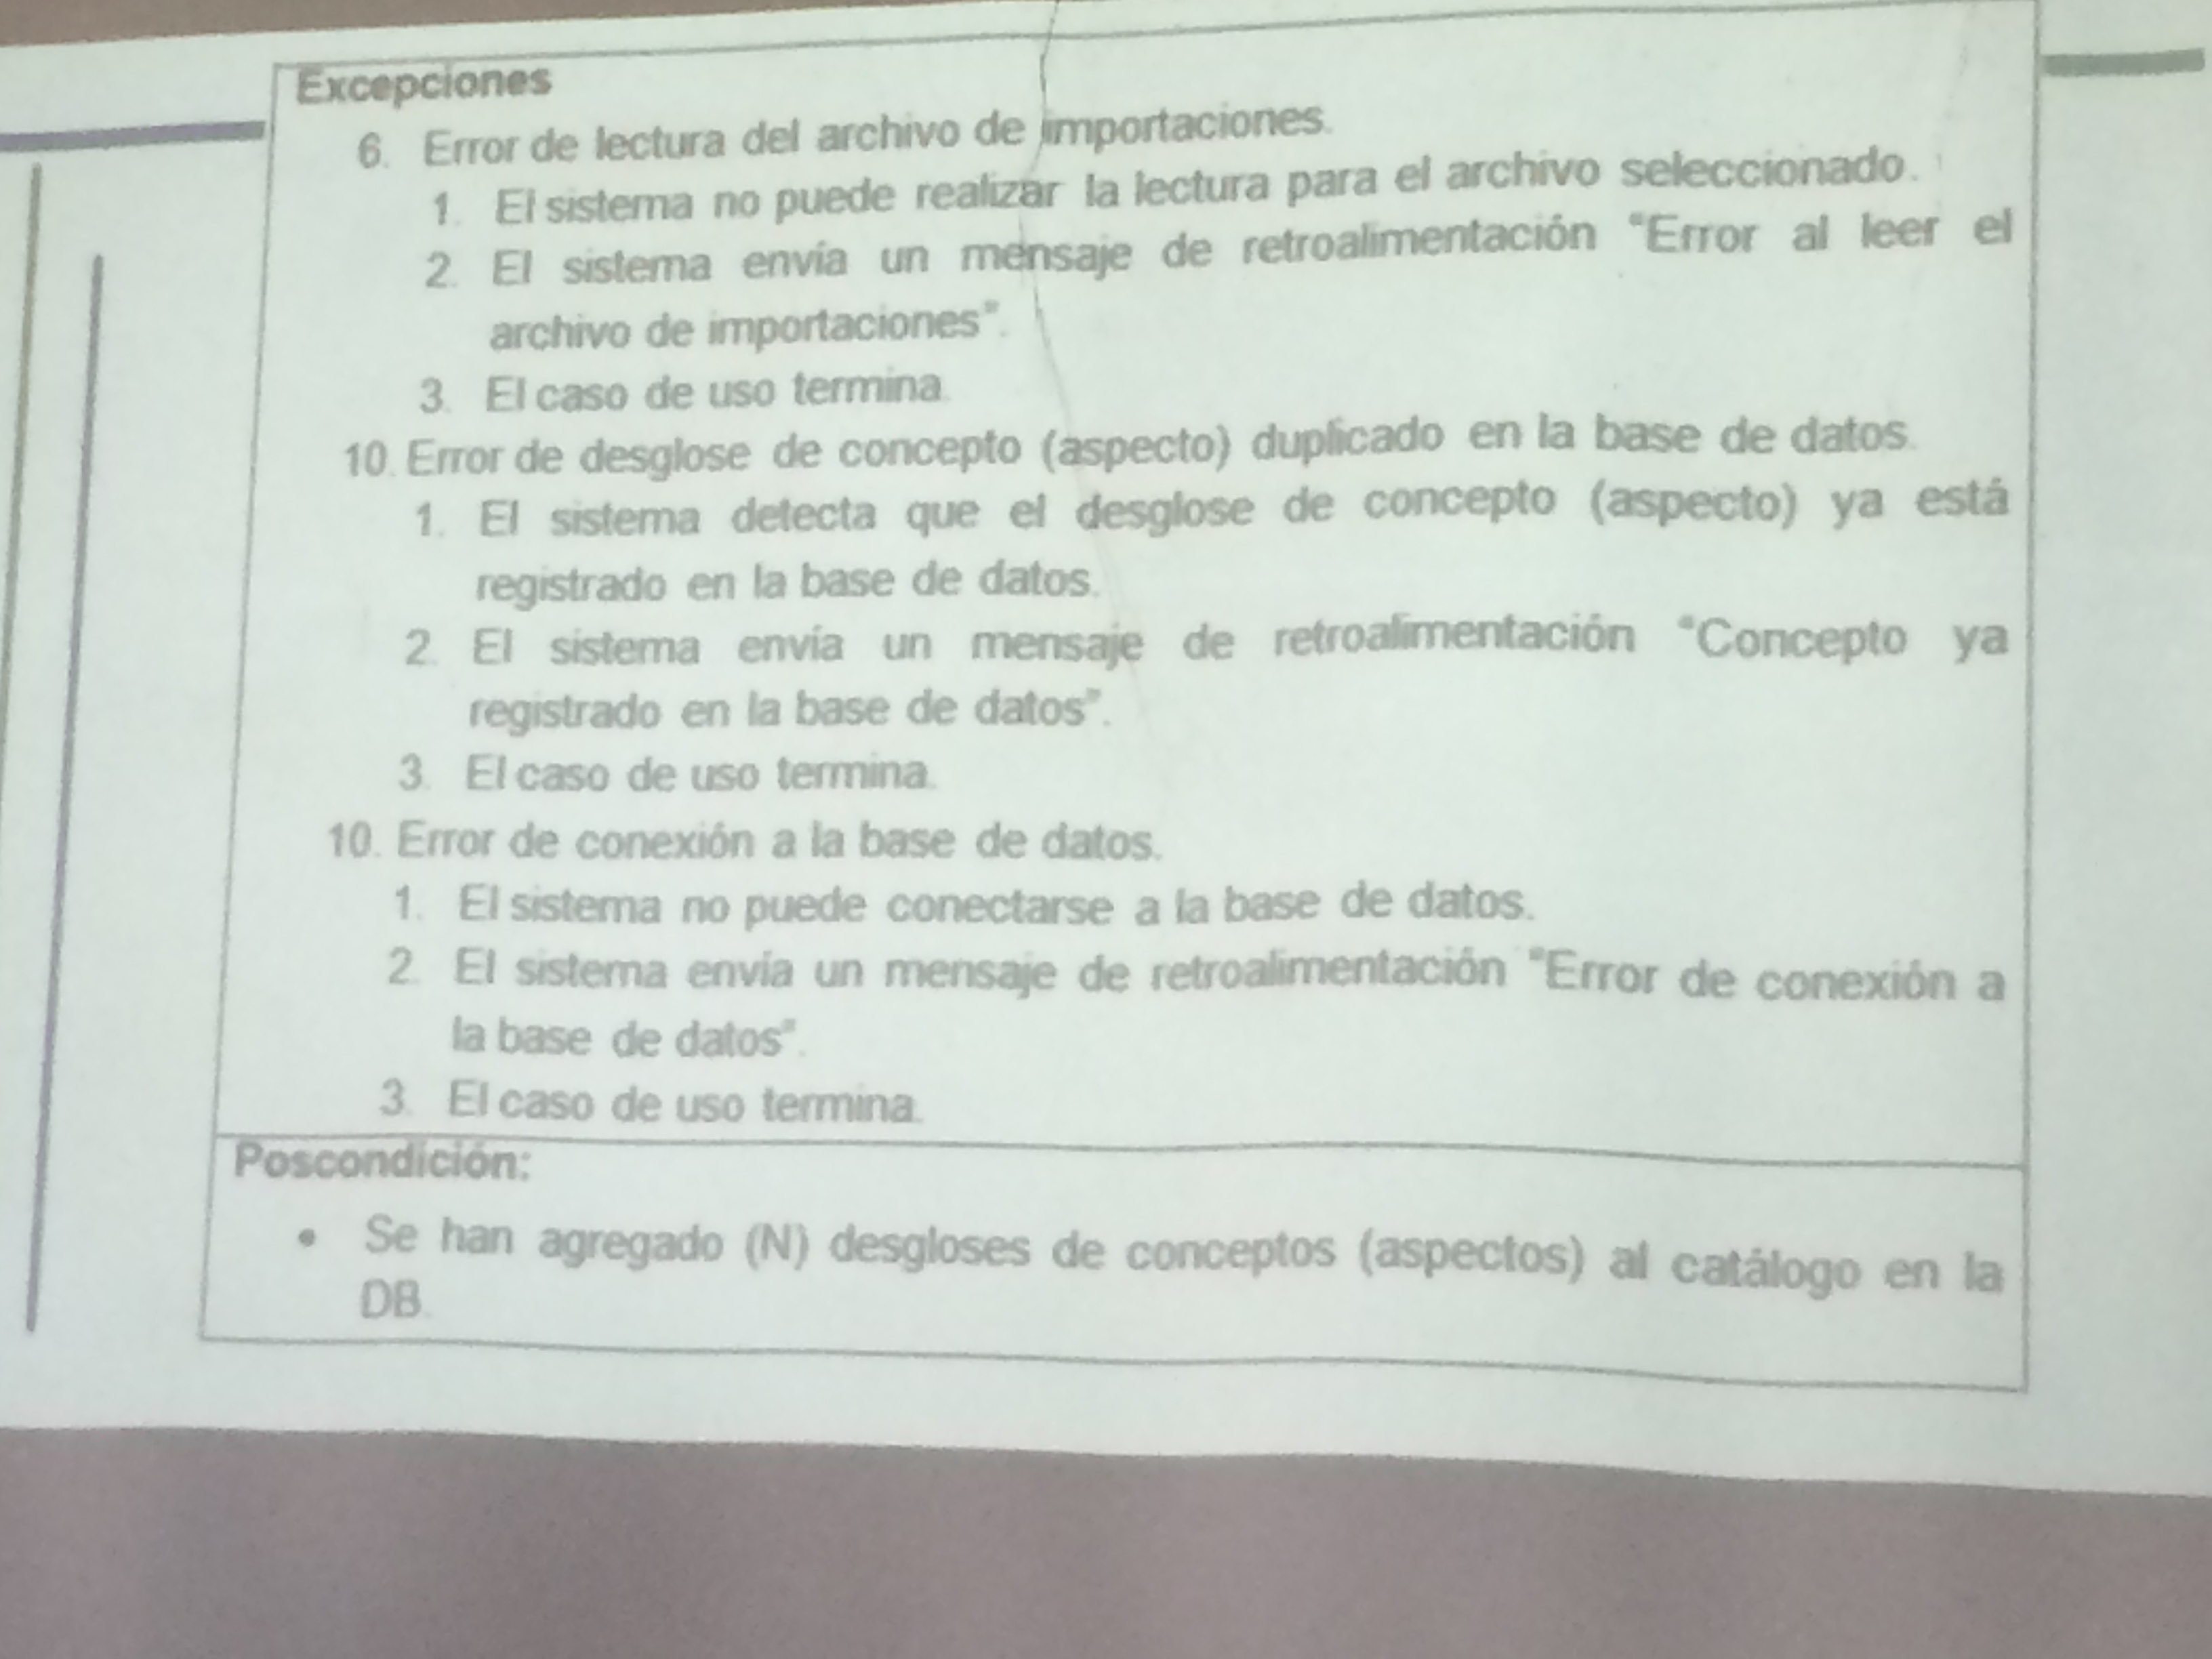 Excepciones
6. Error de lectura del archivo de importaciones.
1. El sistema no puede realizar la lectura para el archivo seleccionado.
2. El sistema envía un mensaje de retroalimentación "Error al leer el
archivo de importaciones".
3. El caso de uso termina.
10. Error de desglose de concepto (aspecto) duplicado en la base de datos.
1. El sistema detecta que el desglose de concepto (aspecto) ya está
registrado en la base de datos.
2. El sistema envía un mensaje de retroalimentación "Concepto ya
registrado en la base de datos".
3. El caso de uso termina.
10. Error de conexión a la base de datos.
1. El sistema no puede conectarse a la base de datos.
2. El sistema envía un mensaje de retroalimentación "Error de conexión a
la base de datos".
3. El caso de uso termina.
Poscondición:
• Se han agregado (N) desgloses de conceptos (aspectos) al catálogo en la
DB.